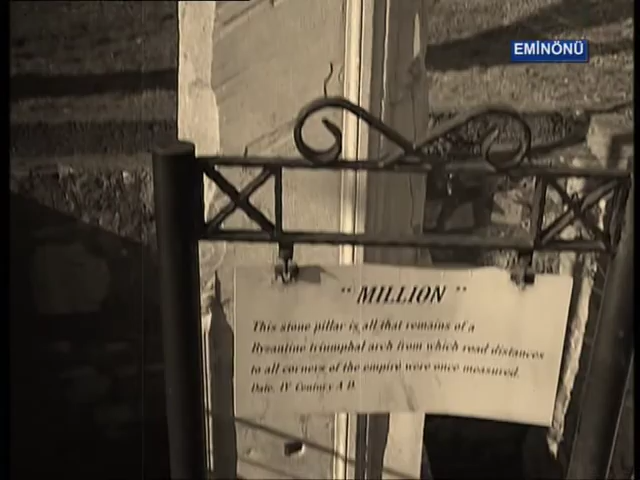 EMİNÖNÜ
" MILLION "
This stone pillar is all that remains of a
Byzantine triumphal arch from which road distances
to all corners of the empire were once measured.
Date. IV Century A D.